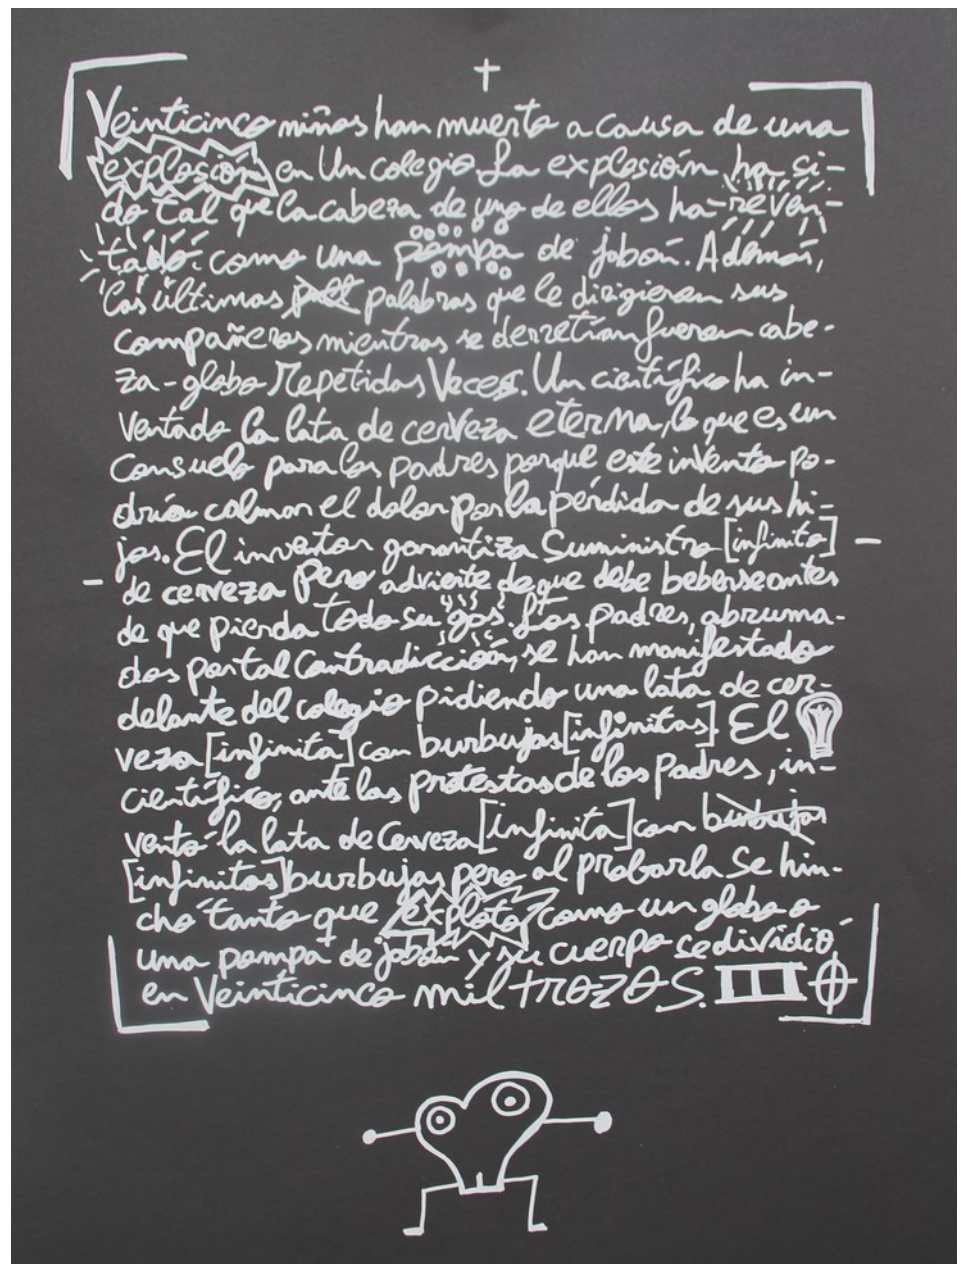 Veinticinco niños han muerto a causa de una
explosión en Un colegio. La explosión ha si-
do tal que la cabeza de uno de ellos ha reven-
tado como una pompa de jabón. Además,
las últimas palabras que le dirigieron sus
compañeros mientras se derretían fueron cabe-
za-globo repetidas Veces. Un científico ha in-
ventado la lata de cerveza eterna, lo que es un
consuelo para los padres porque este invento po-
dría calmar el dolor por la pérdida de sus hi-
jos. El inventor garantiza Suministro [infinito]
de cerveza pero advierte de que debe beberse antes
de que pierda todo su gas. Los padres, abruma-
dos por tal Contradicción, se han manifestado
delante del colegio pidiendo una lata de cer-
veza [infinita] con burbujas [infinitas]. El
científico, ante las protestas de los padres, in-
ventó la lata de Cerveza [infinita] con burbujas
[infinitas] burbujas pero al probarla Se hin-
chó tanto que explotó como un globo o
una pompa de jabón y su cuerpo se dividió
en Veinticinco mil trozos.